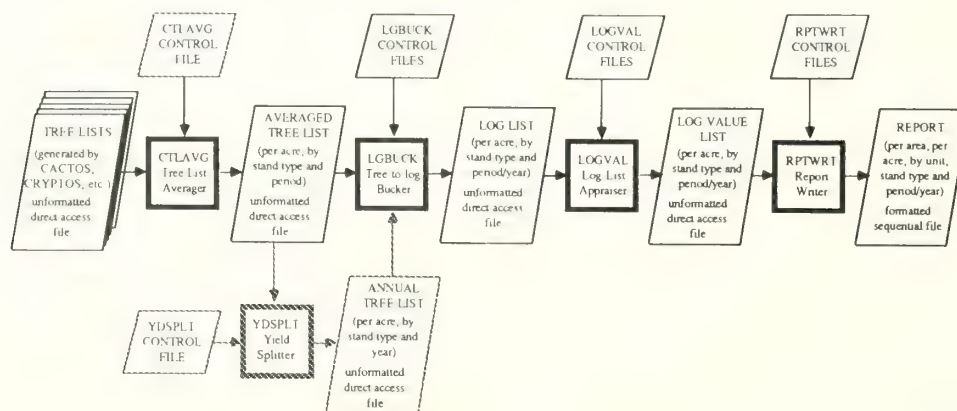 CTLAVG
CONTROL
FILE
LGBUCK
CONTROL
FILES
LOGVAL
CONTROL
FILES
RPTWRT
CONTROL
FILES
TREE LISTS
(generated by
CACTOS,
CRYPTOS, etc.)
unformatted
direct access
file
CTLAVG
Tree List
Averager
AVERAGED
TREE LIST
(per acre, by
stand type and
period)
unformatted
direct access
file
LGBUCK
Tree to log
Bucker
LOG LIST
(per acre, by
stand type and
period/year)
unformatted
direct access
file
LOGVAL
Log List
Appraiser
LOG VALUE
LIST
(per acre, by
stand type and
period/year)
unformatted
direct access
file
RPTWRT
Report
Writer
REPORT
(per area, per
acre, by unit,
stand type and
period/year)
formatted
sequential file
YDSPLT
CONTROL
FILE
YDSPLT
Yield
Splitter
ANNUAL
TREE LIST
(per acre, by
stand type and
year)
unformatted
direct access
file